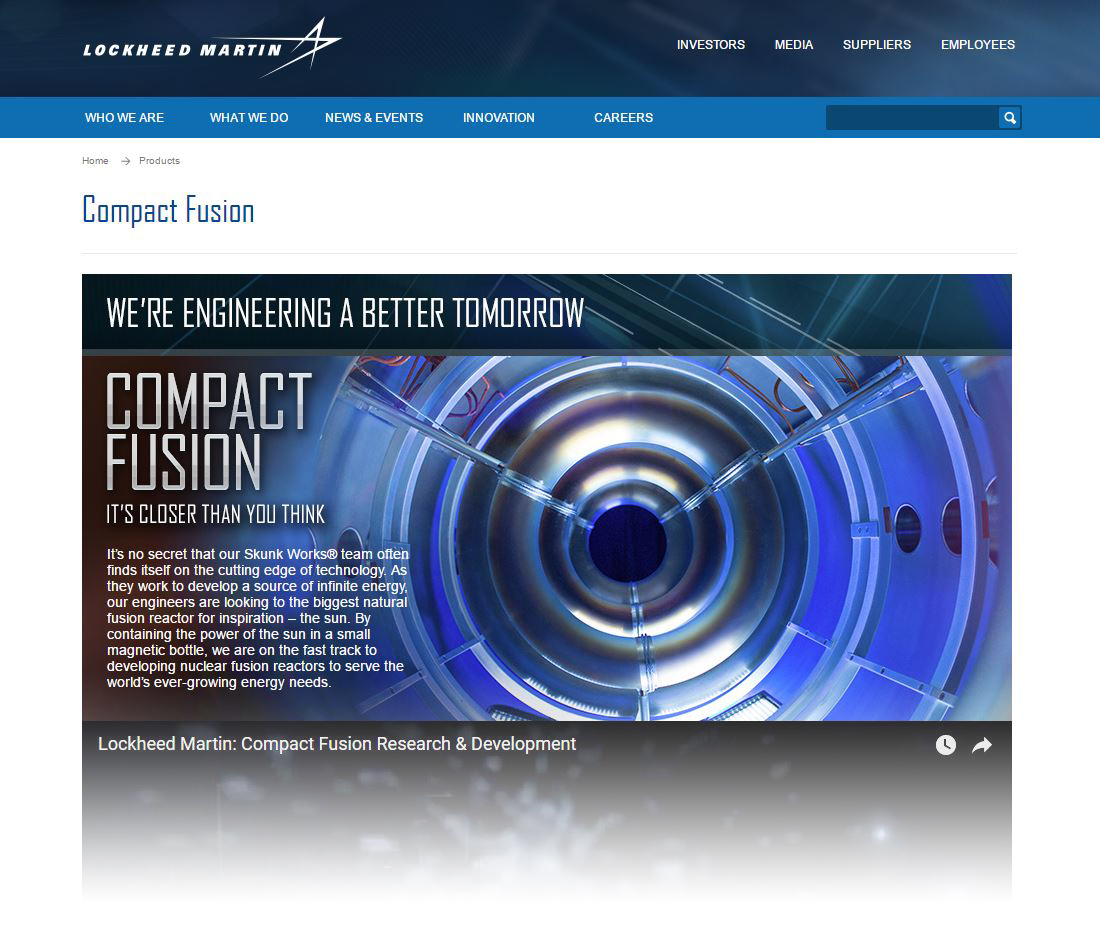 LOCKHEED MARTIN
INVESTORS MEDIA SUPPLIERS EMPLOYEES
WHO WE ARE WHAT WE DO NEWS & EVENTS INNOVATION CAREERS
Home → Products
Compact Fusion
WE'RE ENGINEERING A BETTER TOMORROW
COMPACT
FUSION
IT'S CLOSER THAN YOU THINK
It's no secret that our Skunk Works® team often
finds itself on the cutting edge of technology. As
they work to develop a source of infinite energy,
our engineers are looking to the biggest natural
fusion reactor for inspiration – the sun. By
containing the power of the sun in a small
magnetic bottle, we are on the fast track to
developing nuclear fusion reactors to serve the
world's ever-growing energy needs.
Lockheed Martin: Compact Fusion Research & Development